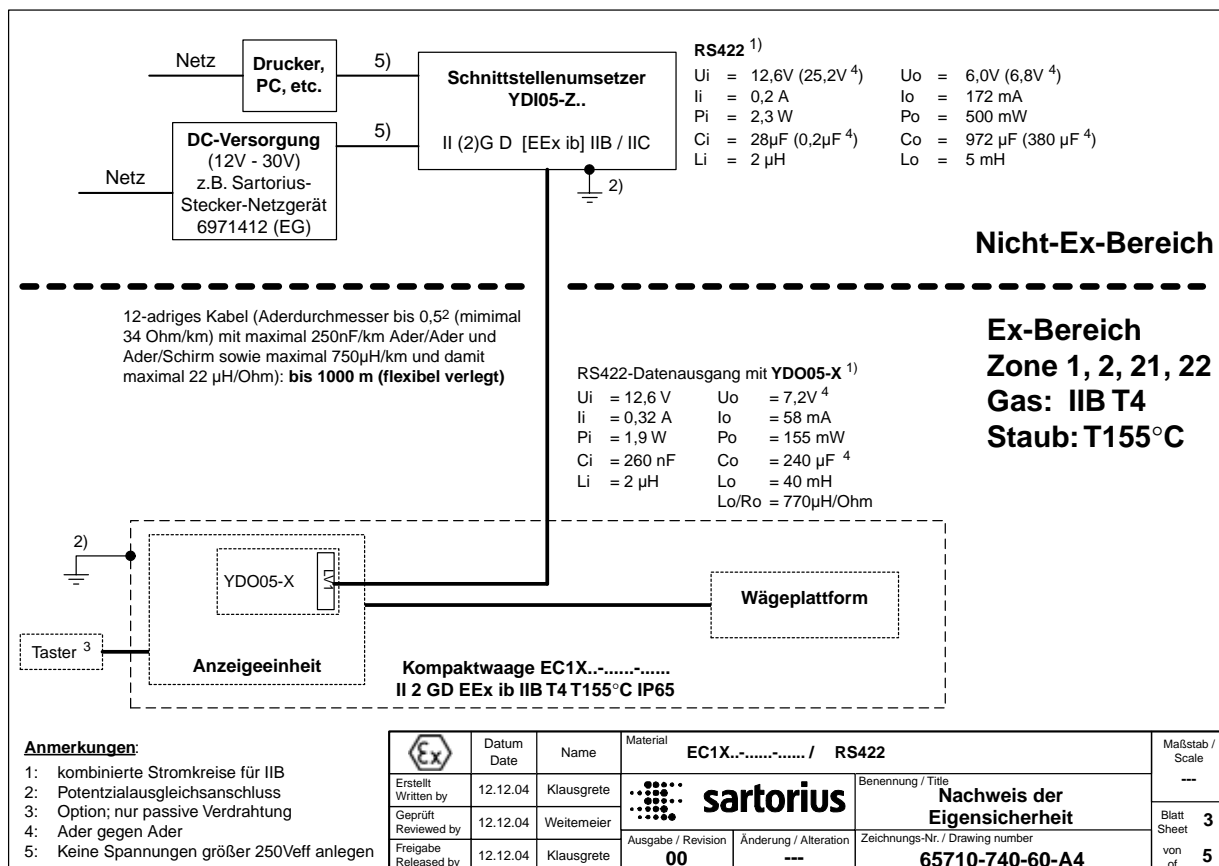 Netz
Drucker,
PC, etc.
5)
Schnittstellenumsetzer
YDI05-Z..
II (2)G D [EEx ib] IIB / IIC
DC-Versorgung
(12V - 30V)
z.B. Sartorius-
Stecker-Netzgerät
6971412 (EG)
Netz
5)
2)
RS422 1)
Ui = 12,6V (25,2V 4) Uo = 6,0V (6,8V 4)
Ii = 0,2 A Io = 172 mA
Pi = 2,3 W Po = 500 mW
Ci = 28µF (0,2µF 4) Co = 972 µF (380 µF 4)
Li = 2 µH Lo = 5 mH
Nicht-Ex-Bereich
12-adriges Kabel (Aderdurchmesser bis 0,5² (mimimal
34 Ohm/km) mit maximal 250nF/km Ader/Ader und
Ader/Schirm sowie maximal 750µH/km und damit
maximal 22 µH/Ohm): bis 1000 m (flexibel verlegt)
Ex-Bereich
Zone 1, 2, 21, 22
Gas: IIB T4
Staub: T155°C
RS422-Datenausgang mit YDO05-X 1)
Ui = 12,6 V Uo = 7,2V 4
Ii = 0,32 A Io = 58 mA
Pi = 1,9 W Po = 155 mW
Ci = 260 nF Co = 240 µF 4
Li = 2 µH Lo = 40 mH
Lo/Ro = 770µH/Ohm
2)
YDO05-X
LV1
Wägeplattform
Taster 3
Anzeigeeinheit
Kompaktwaage EC1X..-......-......
II 2 GD EEx ib IIB T4 T155°C IP65
Anmerkungen:
1: kombinierte Stromkreise für IIB
2: Potenzialausgleichsanschluss
3: Option; nur passive Verdrahtung
4: Ader gegen Ader
5: Keine Spannungen größer 250Veff anlegen
Ex
Datum
Date
Name
Material
EC1X..-......-...... / RS422
Maßstab /
Scale
---
Erstellt
Written by
12.12.04
Klausgrete
sartorius
Benennung / Title
Nachweis der
Eigensicherheit
Geprüft
Reviewed by
12.12.04
Weitemeier
Blatt
Sheet
3
Freigabe
Released by
12.12.04
Klausgrete
Ausgabe / Revision
00
Änderung / Alteration
---
Zeichnungs-Nr. / Drawing number
65710-740-60-A4
von
of
5